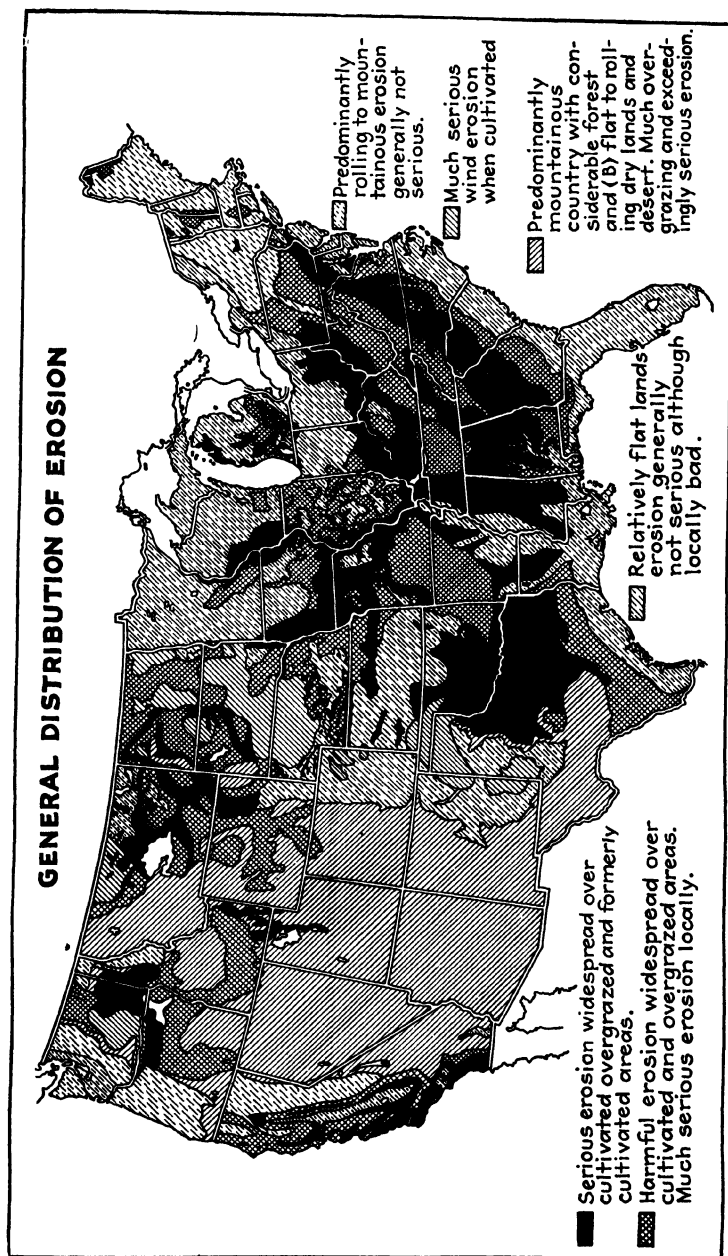 GENERAL DISTRIBUTION OF EROSION
Predominantly
rolling to moun-
tainous erosion
generally not
serious.
Much serious
wind erosion
when cultivated
Predominantly
mountainous
country with con-
siderable forest
and (B) flat to roll-
ing dry lands and
desert. Much over-
grazing and exceed-
ingly serious erosion.
Relatively flat lands
erosion generally
not serious although
locally bad.
Serious erosion widespread over
cultivated overgrazed and formerly
cultivated areas.
Harmful erosion widespread over
cultivated and overgrazed areas.
Much serious erosion locally.